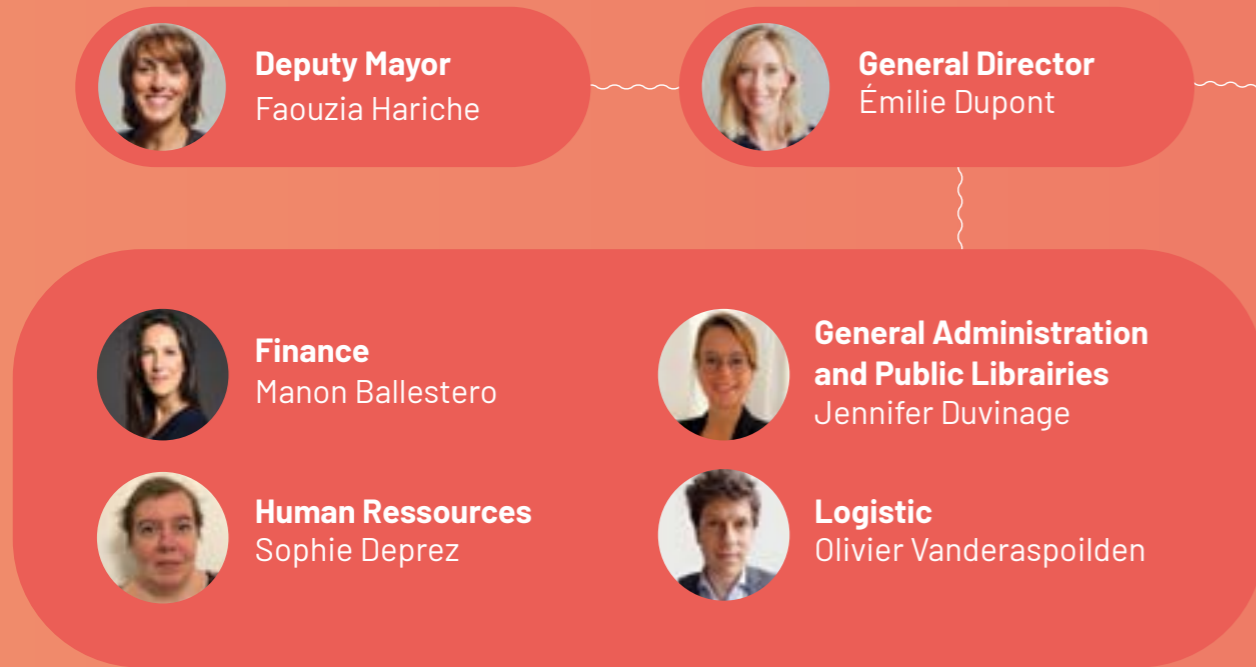 Deputy Mayor
Faouzia Hariche
General Director
Émilie Dupont
Finance
Manon Ballestero
General Administration
and Public Librairies
Jennifer Duvinage
Human Ressources
Sophie Deprez
Logistic
Olivier Vanderaspoilden